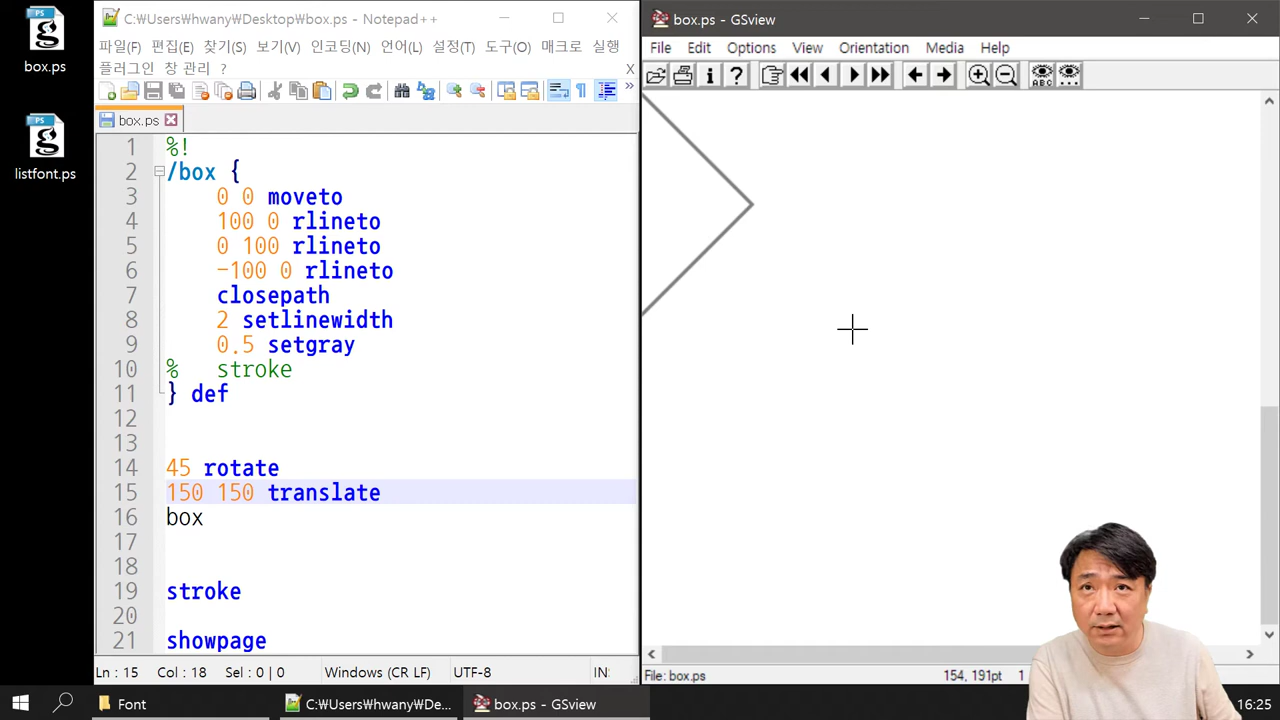 box.ps
listfont.ps
C:₩Users₩hwany₩Desktop₩box.ps - Notepad++
파일(F) 편집(E) 찾기(S) 보기(V) 인코딩(N) 언어(L) 설정(T) 도구(O) 매크로 실행
플러그인 창 관리 ? X
box.ps
1 %!
2 /box {
3 0 0 moveto
4 100 0 rlineto
5 0 100 rlineto
6 -100 0 rlineto
7 closepath
8 2 setlinewidth
9 0.5 setgray
10 % stroke
11 } def
12
13
14 45 rotate
15 150 150 translate
16 box
17
18
19 stroke
20
21 showpage
Ln : 15 Col : 18 Sel : 0 | 0 Windows (CR LF) UTF-8 IN
box.ps - GSview
File Edit Options View Orientation Media Help
ABC
File: box.ps 154, 191pt 1
Font C:₩Users₩hwany₩De... box.ps - GSview 16:25